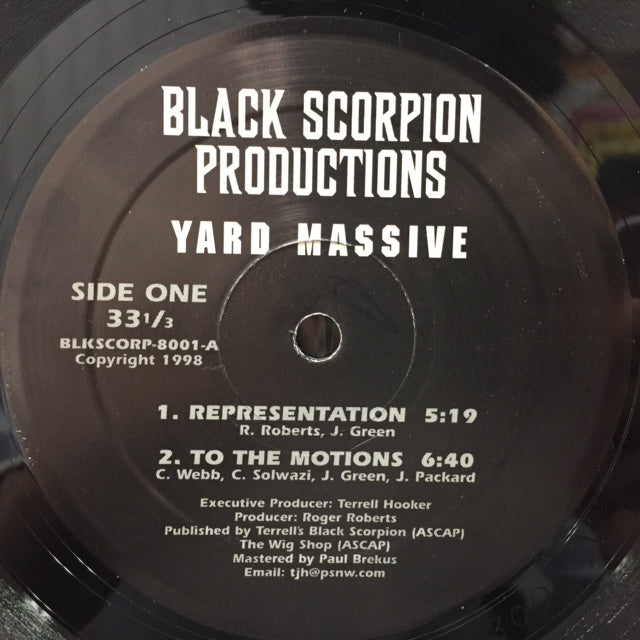 BLACK SCORPION
PRODUCTIONS
YARD MASSIVE
SIDE ONE
33 1/3
BLKSCORP-8001-A
Copyright 1998
1. REPRESENTATION 5:19
R. Roberts, J. Green
2. TO THE MOTIONS 6:40
C. Webb, C. Solwazi, J. Green, J. Packard
Executive Producer: Terrell Hooker
Producer: Roger Roberts
Published by Terrell's Black Scorpion (ASCAP)
The Wig Shop (ASCAP)
Mastered by Paul Brekus
Email: tjh@psnw.com